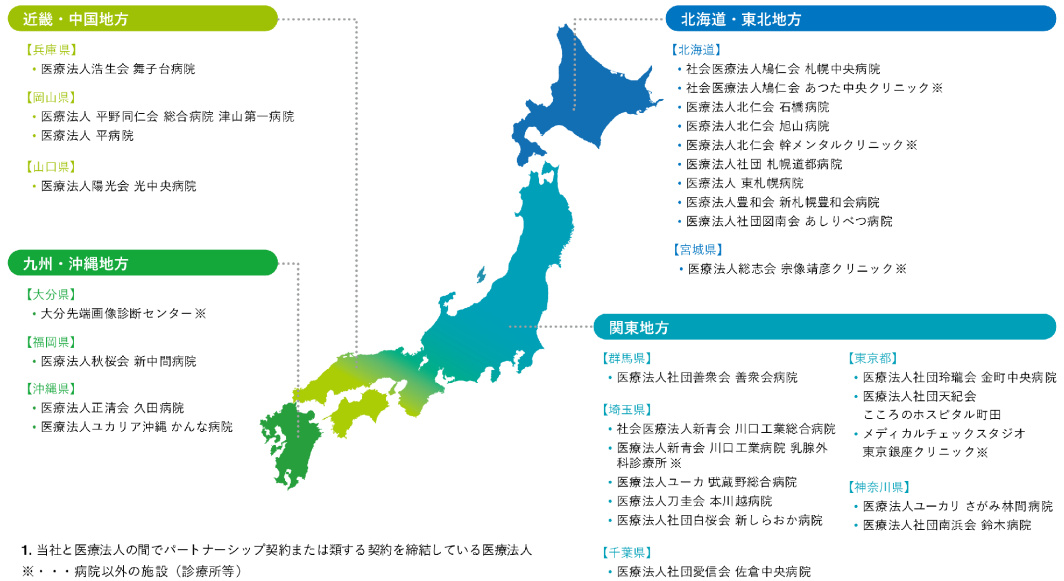 近畿・中国地方
【兵庫県】
・医療法人浩生会 舞子台病院
【岡山県】
・医療法人 平野同仁会 総合病院 津山第一病院
・医療法人 平病院
【山口県】
・医療法人陽光会 光中央病院
九州・沖縄地方
【大分県】
・大分先端画像診断センター※
【福岡県】
・医療法人秋桜会 新中間病院
【沖縄県】
・医療法人正清会 久田病院
・医療法人ユカリア沖縄 かんな病院
北海道・東北地方
【北海道】
・社会医療法人鳩仁会 札幌中央病院
・社会医療法人鳩仁会 あつた中央クリニック※
・医療法人北仁会 石橋病院
・医療法人北仁会 旭山病院
・医療法人北仁会 幹メンタルクリニック※
・医療法人社団 札幌道都病院
・医療法人 東札幌病院
・医療法人豊和会 新札幌豊和会病院
・医療法人社団図南会 あしりべつ病院
【宮城県】
・医療法人総志会 宗像靖彦クリニック※
関東地方
【群馬県】
・医療法人社団善衆会 善衆会病院
【埼玉県】
・社会医療法人新青会 川口工業総合病院
・医療法人新青会 川口工業病院 乳腺外
科診療所※
・医療法人ユーカリ 武蔵野総合病院
・医療法人刀圭会 本川越病院
・医療法人社団白桜会 新しらおか病院
【千葉県】
・医療法人社団愛信会 佐倉中央病院
【東京都】
・医療法人社団玲瓏会 金町中央病院
・医療法人社団天紀会
こころのホスピタル町田
・メディカルチェックスタジオ
東京銀座クリニック※
【神奈川県】
・医療法人ユーカリ さがみ林間病院
・医療法人社団南浜会 鈴木病院
1. 当社と医療法人の間でパートナーシップ契約または類する契約を締結している医療法人
※・・・病院以外の施設（診療所等）